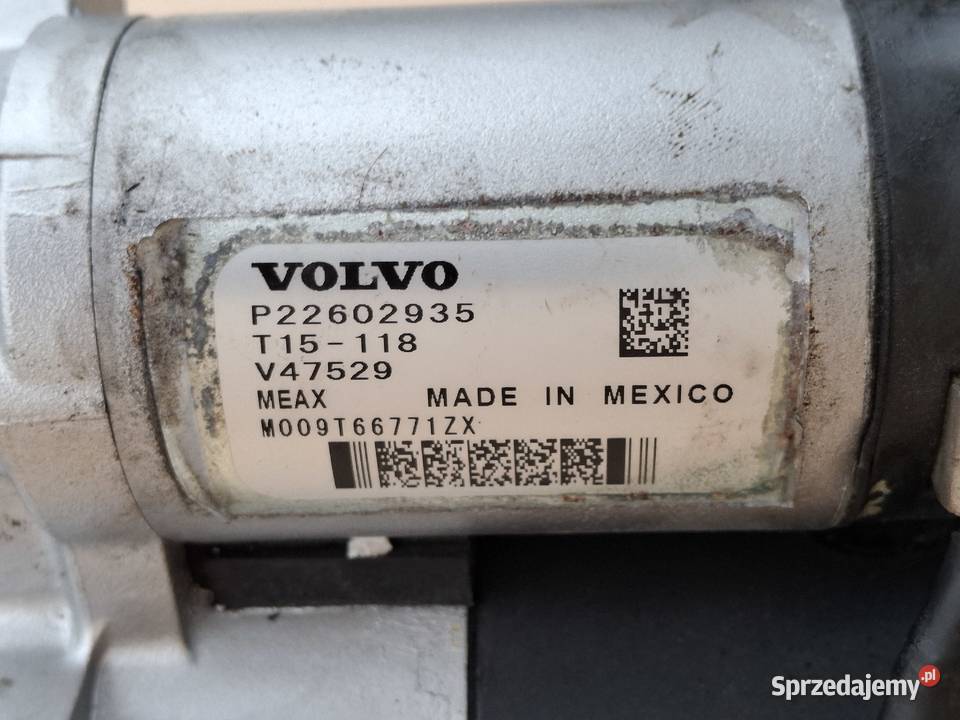 VOLVO
P22602935
T15-118
V47529
MEAX MADE IN MEXICO
M009T66771ZX
Sprzedajemy.pl